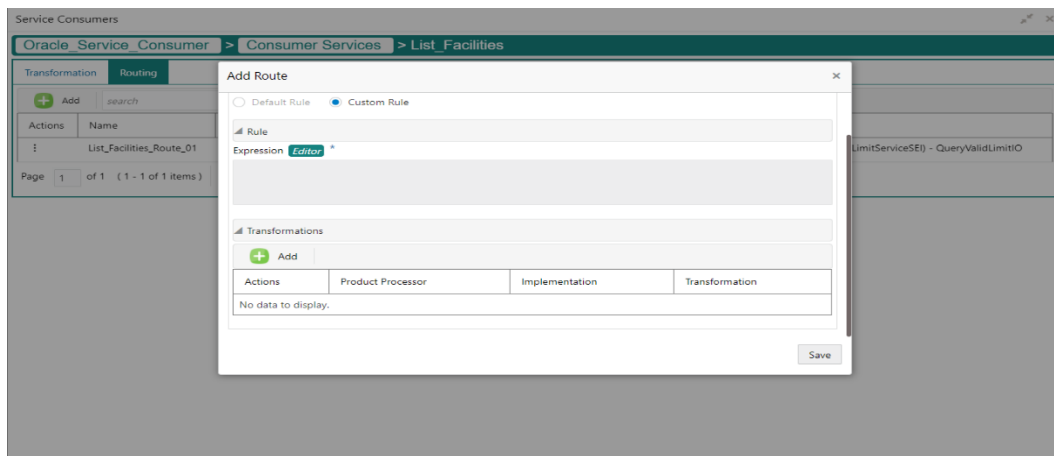 Service Consumers
Oracle_Service_Consumer > Consumer Services > List_Facilities
Transformation Routing
Add search
Actions Name
List_Facilities_Route_01 LimitServiceSEI) - QueryValidLimitIO
Page 1 of 1 ( 1 - 1 of 1 items )
Add Route
Default Rule Custom Rule
Rule
Expression Editor *
Transformations
Add
Actions Product Processor Implementation Transformation
No data to display.
Save